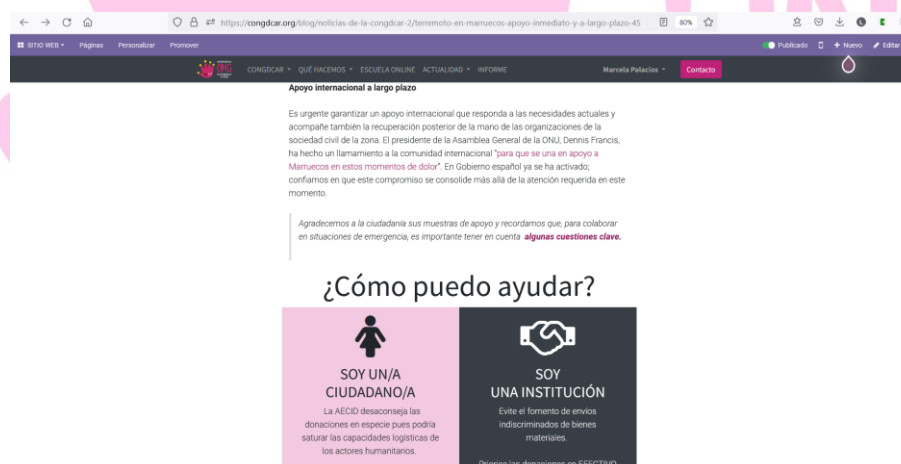 https://congdcar.org/blog/noticias-de-la-congdcar-2/terremoto-en-marruecos-apoyo-inmediato-y-a-largo-plazo-45 80%
SITIO WEB Páginas Personalizar Promover Publicado + Nuevo Editar
CONGDCAR QUÉ HACEMOS ESCUELA ONLINE ACTUALIDAD INFORME Marcela Palacios Contacto
Apoyo internacional a largo plazo
Es urgente garantizar un apoyo internacional que responda a las necesidades actuales y
acompañe también la recuperación posterior de la mano de las organizaciones de la
sociedad civil de la zona. El presidente de la Asamblea General de la ONU, Dennis Francis,
ha hecho un llamamiento a la comunidad internacional "para que se una en apoyo a
Marruecos en estos momentos de dolor". En Gobierno español ya se ha activado;
confiamos en que este compromiso se consolide más allá de la atención requerida en este
momento.
Agradecemos a la ciudadanía sus muestras de apoyo y recordamos que, para colaborar
en situaciones de emergencia, es importante tener en cuenta algunas cuestiones clave.
¿Cómo puedo ayudar?
SOY UN/A
CIUDADANO/A
La AECID desaconseja las
donaciones en especie pues podría
saturar las capacidades logísticas de
los actores humanitarios.
SOY
UNA INSTITUCIÓN
Evite el fomento de envíos
indiscriminados de bienes
materiales.
Priorice las donaciones en EFECTIVO